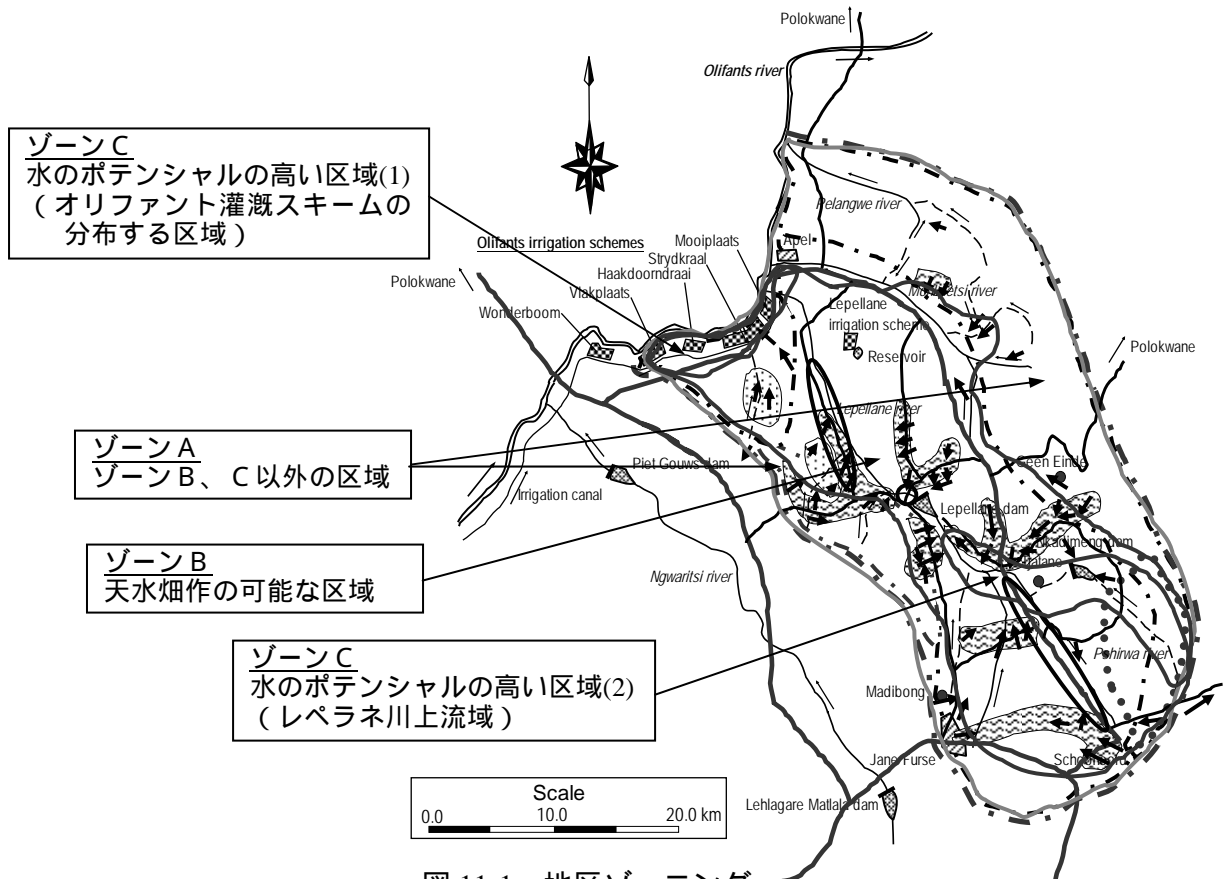 Polokwane
Olifants river
ゾーンC
水のポテンシャルの高い区域(1)
(オリファント灌漑スキームの
分布する区域)
Pelangwe river
Olifants irrigation schemes
Mooiplaats
Apel
Strydkraal
Haakdoorndraai
Polokwane
Vlakplaats
Wonderboom
Lepellane
irrigation scheme
Reservoir
Polokwane
Lepellane river
ゾーンA
ゾーンB、C以外の区域
Piet Gouws dam
Geen Einde
Irrigation canal
Lepellane dam
Nkadimeng dam
ゾーンB
天水畑作の可能な区域
Ngwaritsi river
ゾーンC
水のポテンシャルの高い区域(2)
(レペラネ川上流域)
Madibong
Jane Furse
Lehlagare Matlala dam
Scale
0.0 10.0 20.0 km
図 11-1 地区ゾーニング